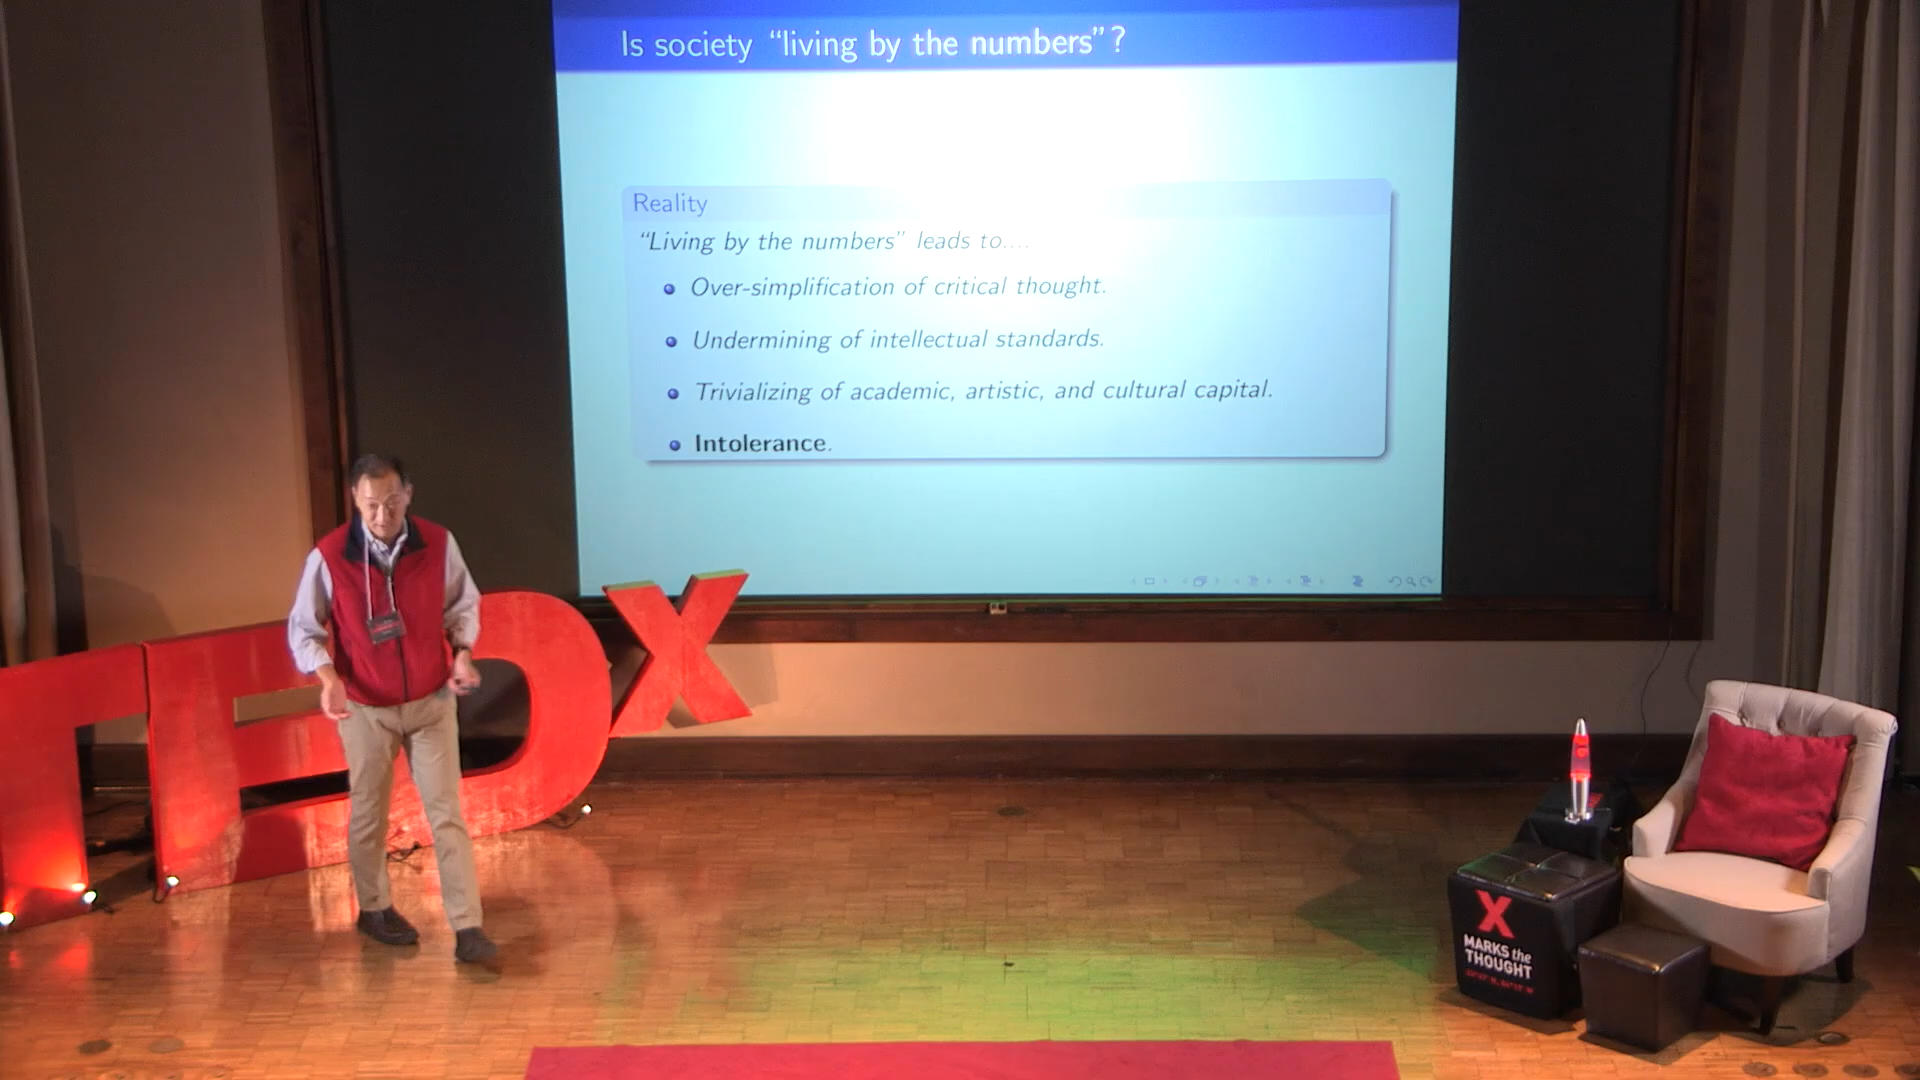 Is society “living by the numbers”?
Reality
“Living by the numbers” leads to....
Over-simplification of critical thought.
Undermining of intellectual standards.
Trivializing of academic, artistic, and cultural capital.
Intolerance.
TEDx
X
MARKS the
THOUGHT